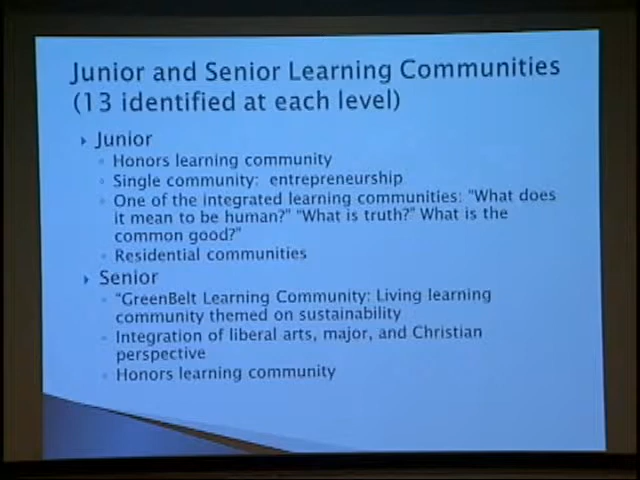 Junior and Senior Learning Communities
(13 identified at each level)
Junior
Honors learning community
Single community: entrepreneurship
One of the integrated learning communities: "What does
it mean to be human?" "What is truth?" What is the
common good?"
Residential communities
Senior
"GreenBelt Learning Community: Living learning
community themed on sustainability
Integration of liberal arts, major, and Christian
perspective
Honors learning community